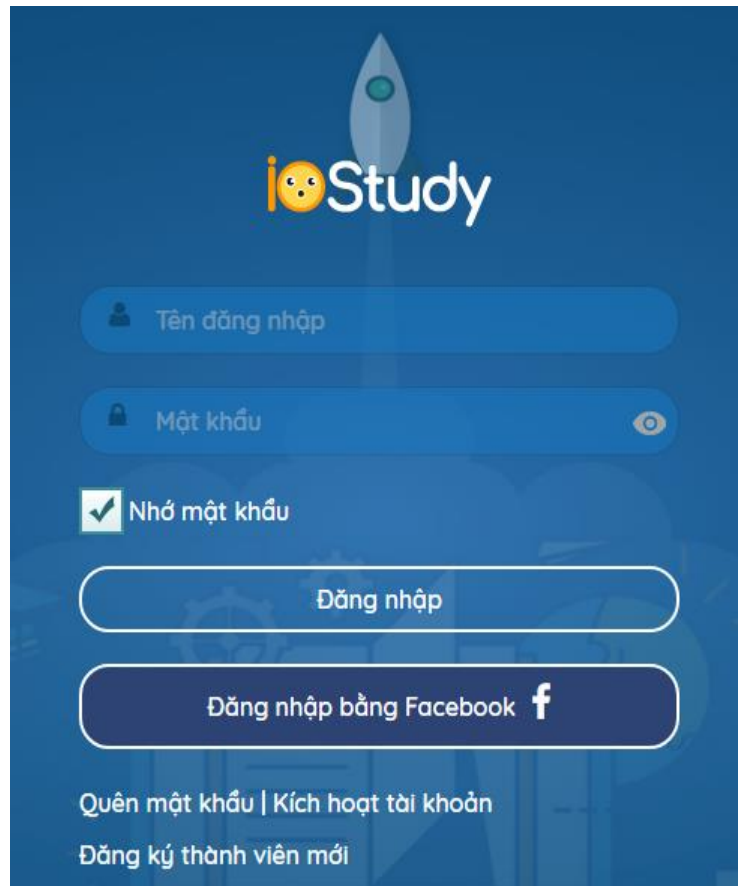 ioStudy
Tên đăng nhập
Mật khẩu
Nhớ mật khẩu
Đăng nhập
Đăng nhập bằng Facebook f
Quên mật khẩu | Kích hoạt tài khoản
Đăng ký thành viên mới